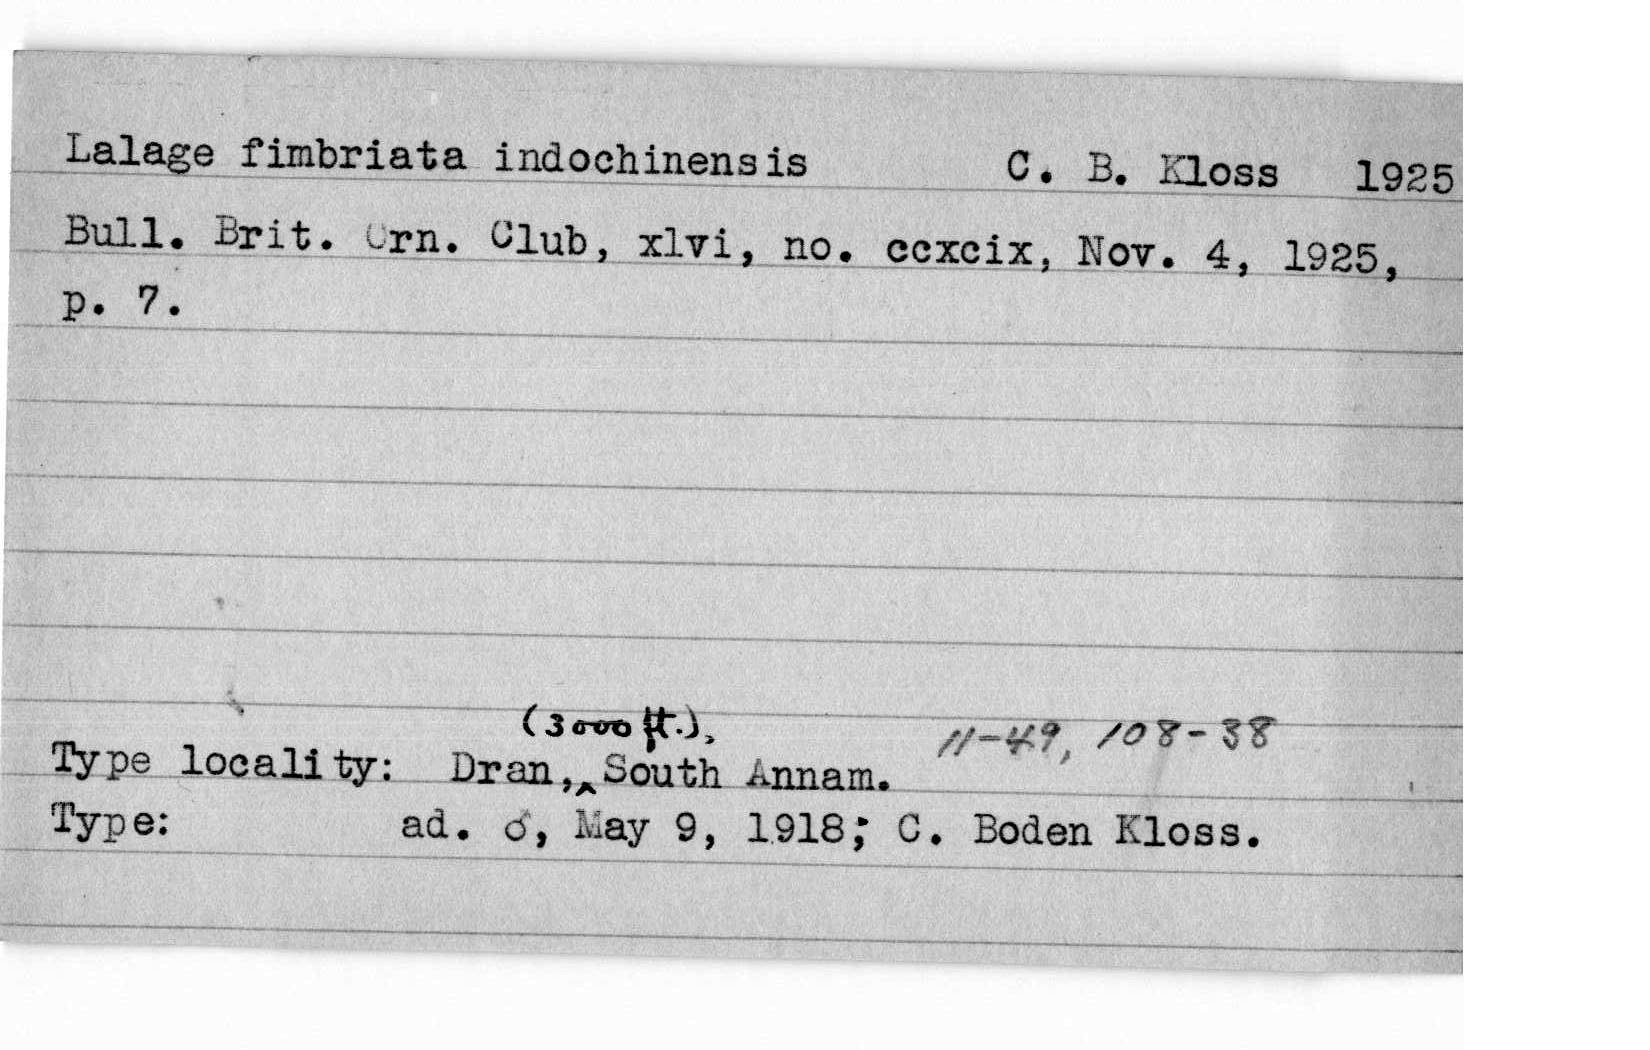 Lalage fimbriata indochinensis C. B. Kloss 1925
Bull. Brit. Orn. Club, xlvi, no. ccxcix, Nov. 4, 1925,
p. 7.
(3000 ft.),
11-49, 108-38
Type locality: Dran,‸South Annam.
Type: ad. ♂, May 9, 1918; C. Boden Kloss.